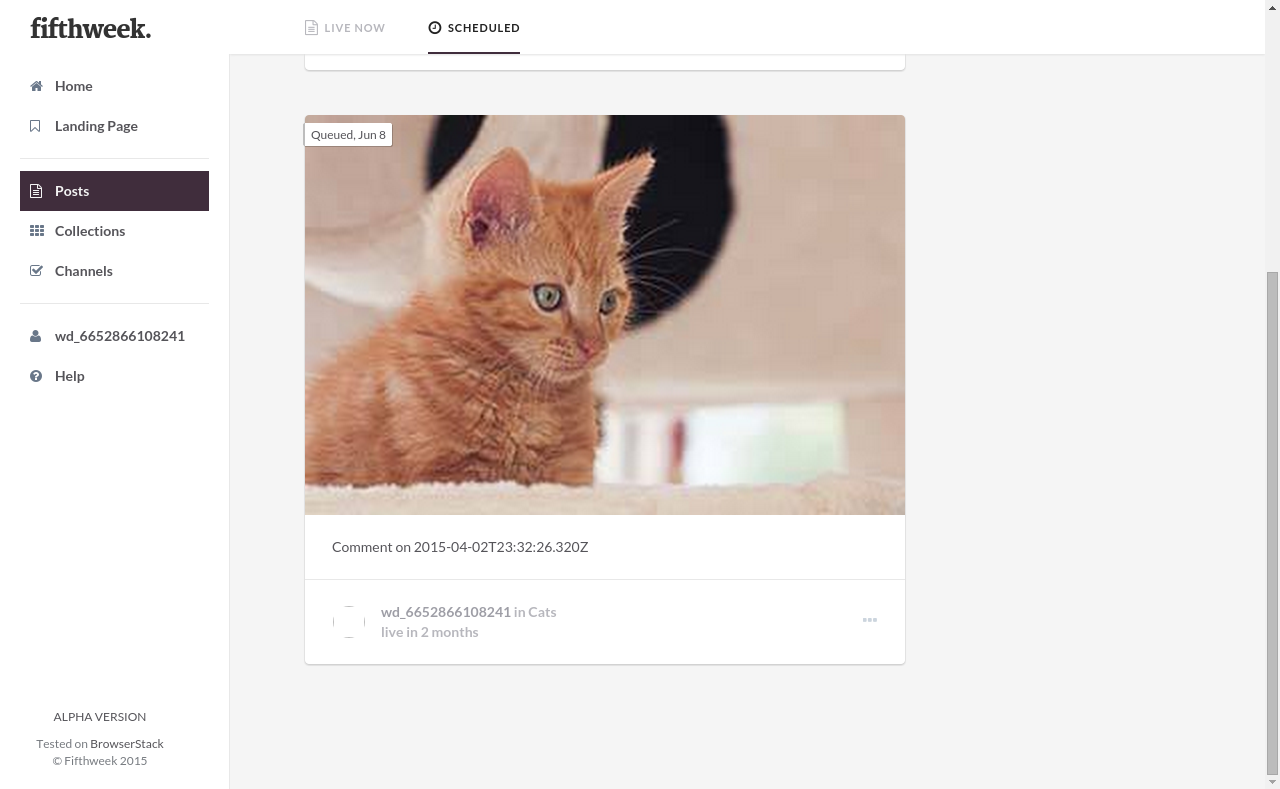 fifthweek.
LIVE NOW
SCHEDULED
Home
Landing Page
Posts
Collections
Channels
wd_6652866108241
Help
Queued, Jun 8
Comment on 2015-04-02T23:32:26.320Z
wd_6652866108241 in Cats
live in 2 months
ALPHA VERSION
Tested on BrowserStack
© Fifthweek 2015